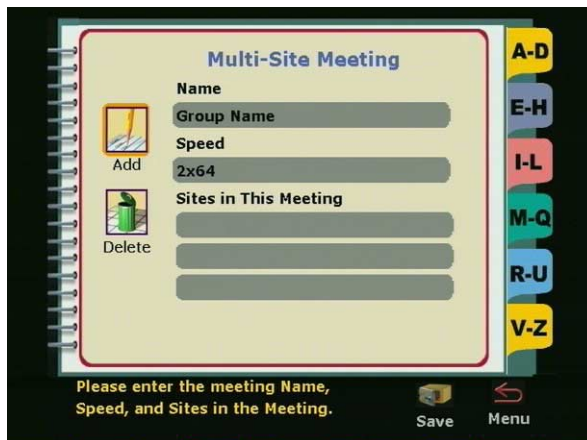 Multi-Site Meeting
Name
Group Name
Speed
2x64
Sites in This Meeting
Add
Delete
A-D
E-H
I-L
M-Q
R-U
V-Z
Please enter the meeting Name,
Speed, and Sites in the Meeting.
Save
Menu